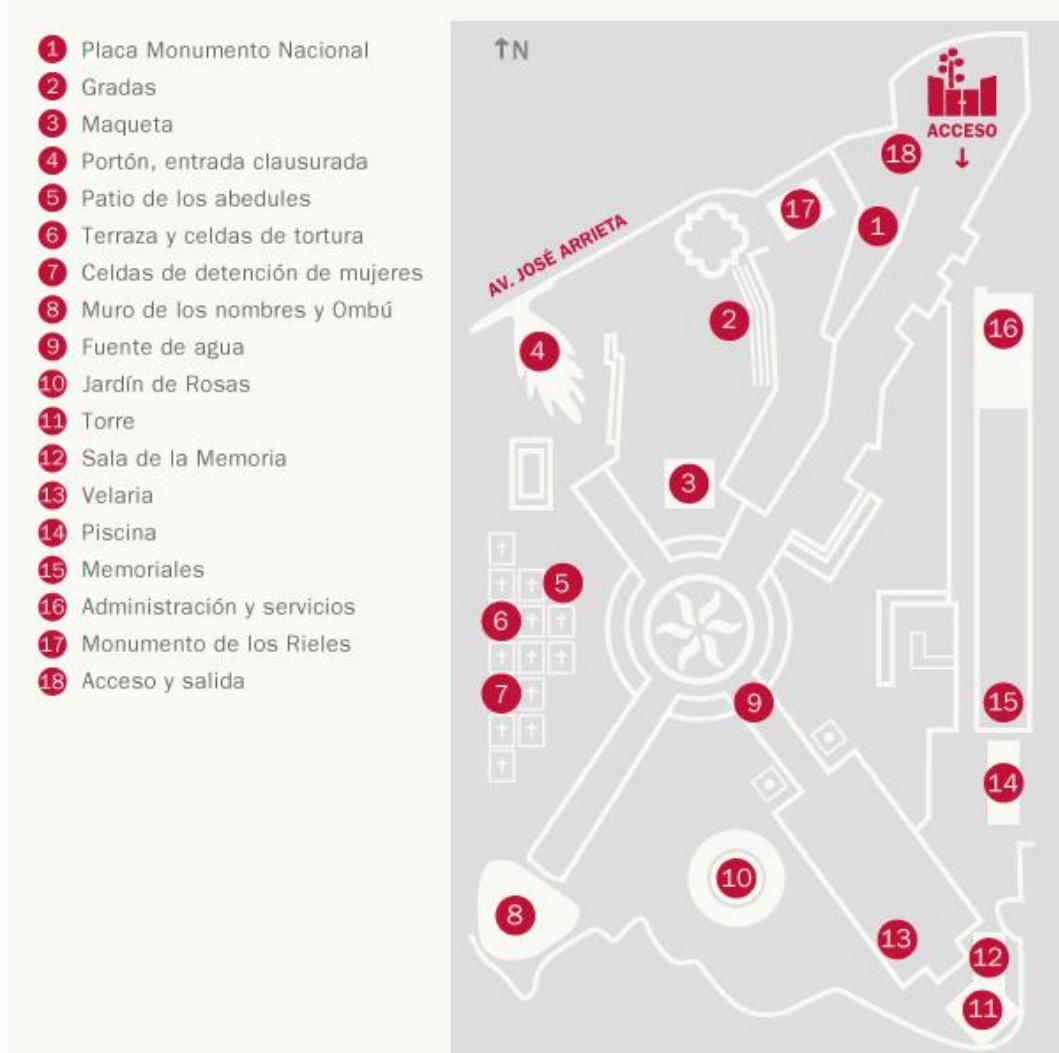 1 Placa Monumento Nacional
2 Gradas
3 Maqueta
4 Portón, entrada clausurada
5 Patio de los abedules
6 Terraza y celdas de tortura
7 Celdas de detención de mujeres
8 Muro de los nombres y Ombú
9 Fuente de agua
10 Jardín de Rosas
11 Torre
12 Sala de la Memoria
13 Velaria
14 Piscina
15 Memoriales
16 Administración y servicios
17 Monumento de los Rieles
18 Acceso y salida
↑N
ACCESO
↓
18
17
1
AV. JOSÉ ARRIETA
2
16
4
3
5
6
7
9
15
14
10
8
13
12
11